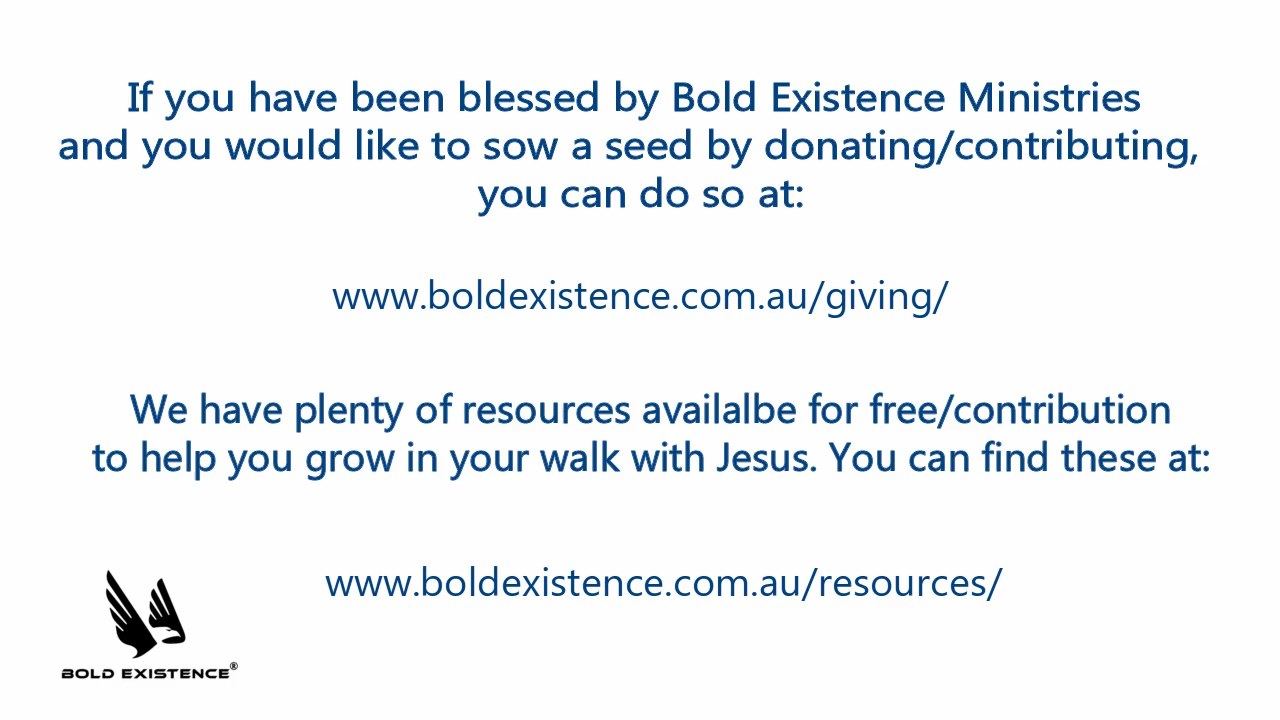 If you have been blessed by Bold Existence Ministries
and you would like to sow a seed by donating/contributing,
you can do so at:
www.boldexistence.com.au/giving/
We have plenty of resources availalbe for free/contribution
to help you grow in your walk with Jesus. You can find these at:
www.boldexistence.com.au/resources/
BOLD EXISTENCE®